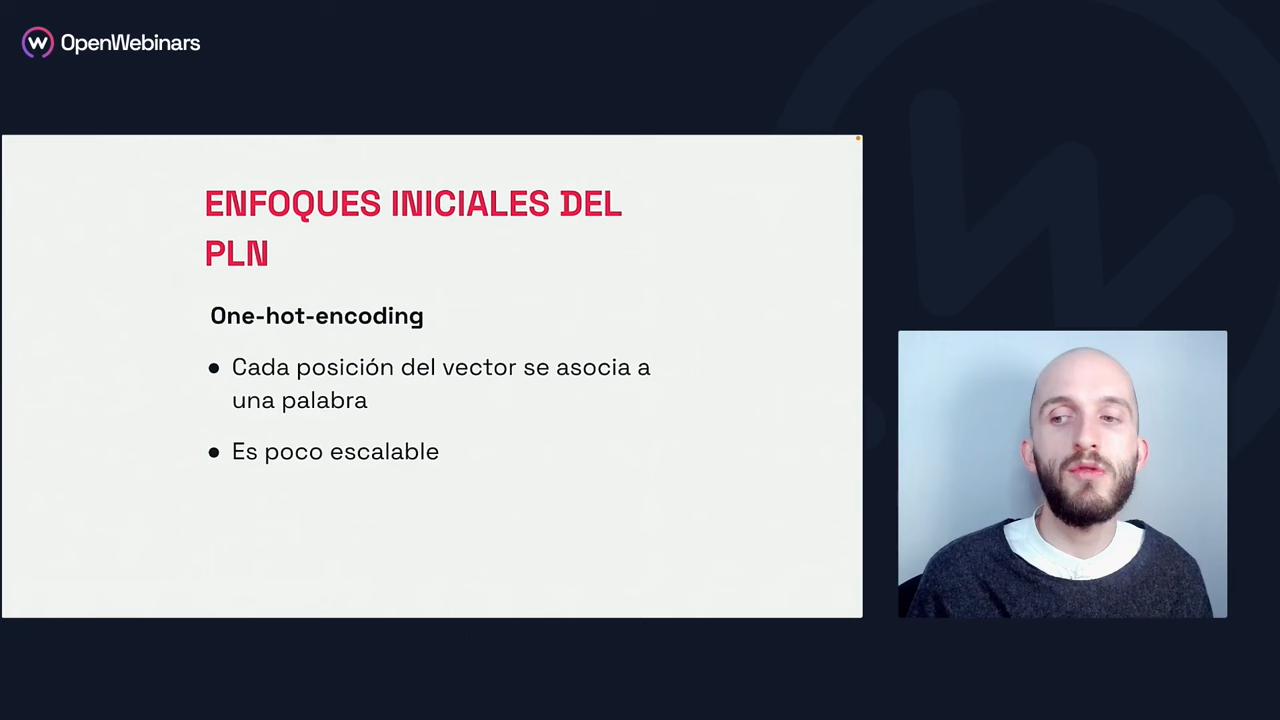 OpenWebinars
ENFOQUES INICIALES DEL
PLN
One-hot-encoding
● Cada posición del vector se asocia a
una palabra
● Es poco escalable